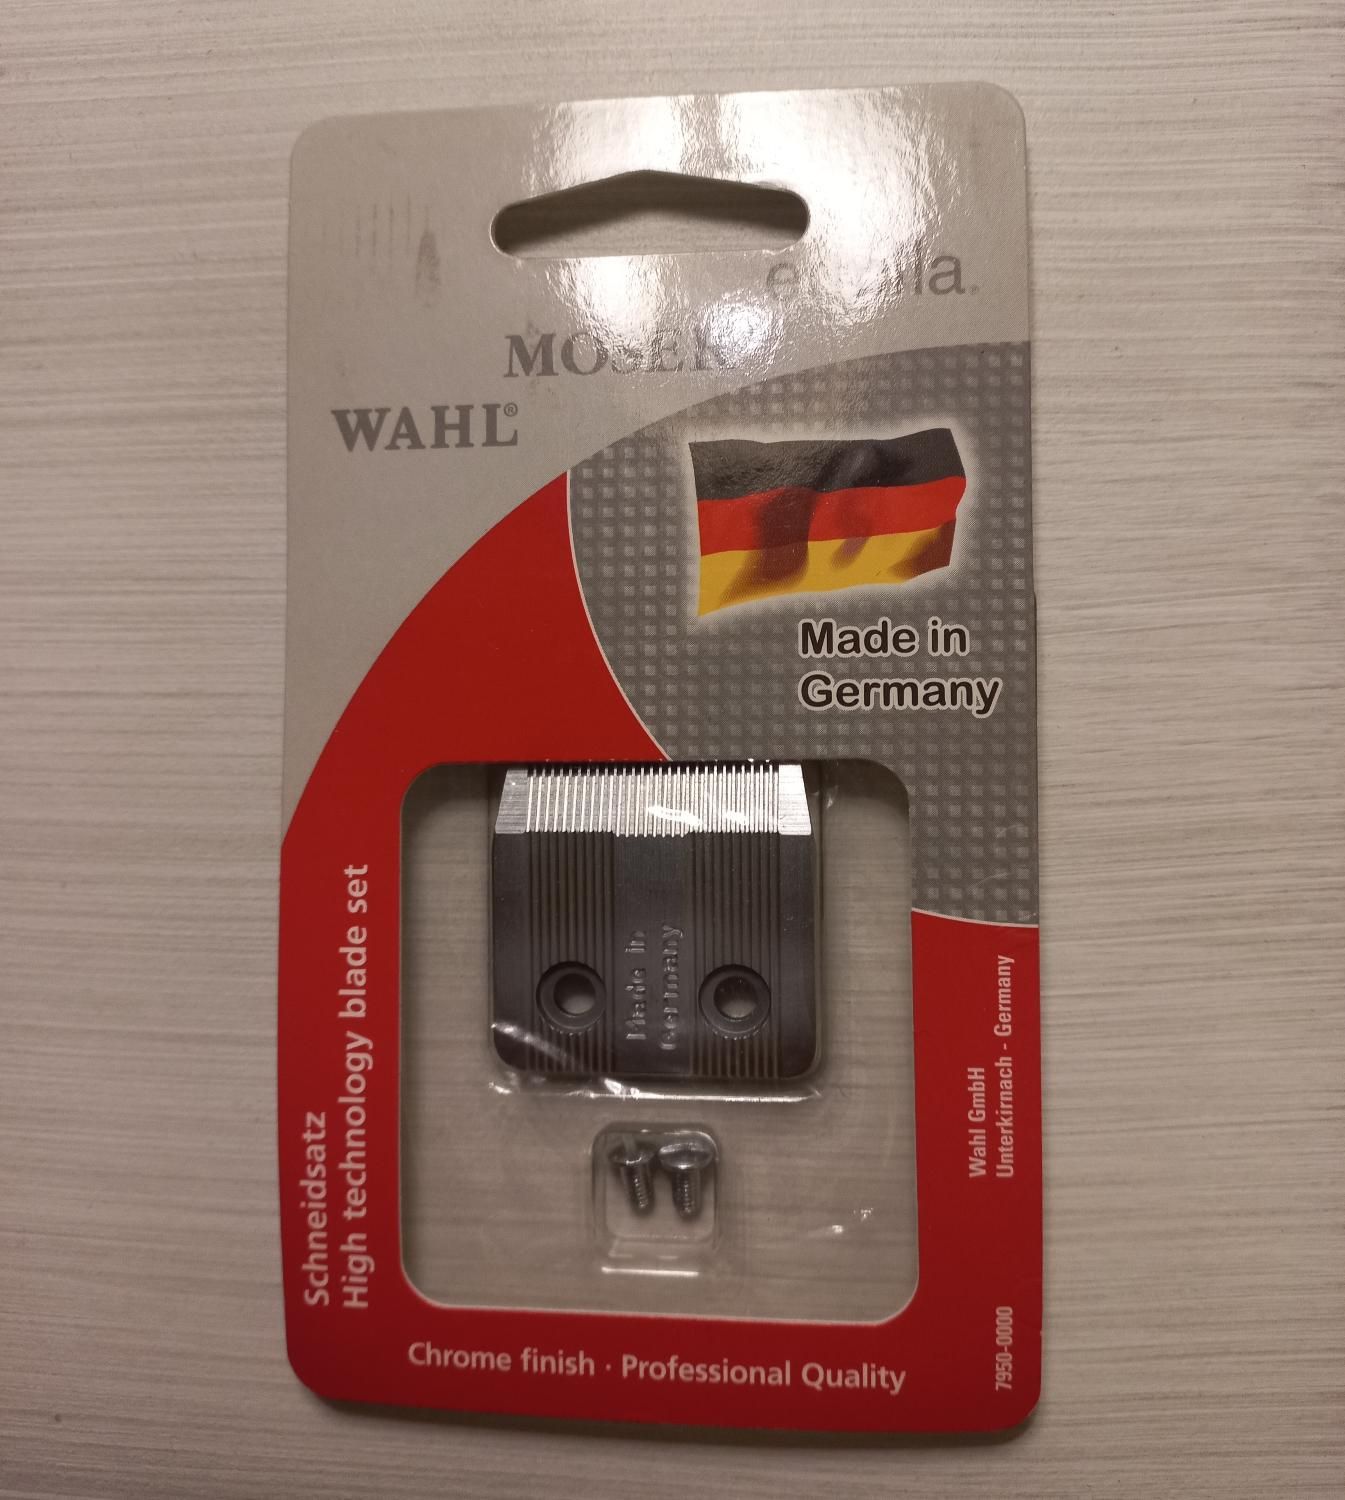 MOSER
WAHL®
Made in
Germany
Made in
Germany
Schneidsatz
High technology blade set
Wahl GmbH
Unterkirnach - Germany
7950-0000
Chrome finish · Professional Quality